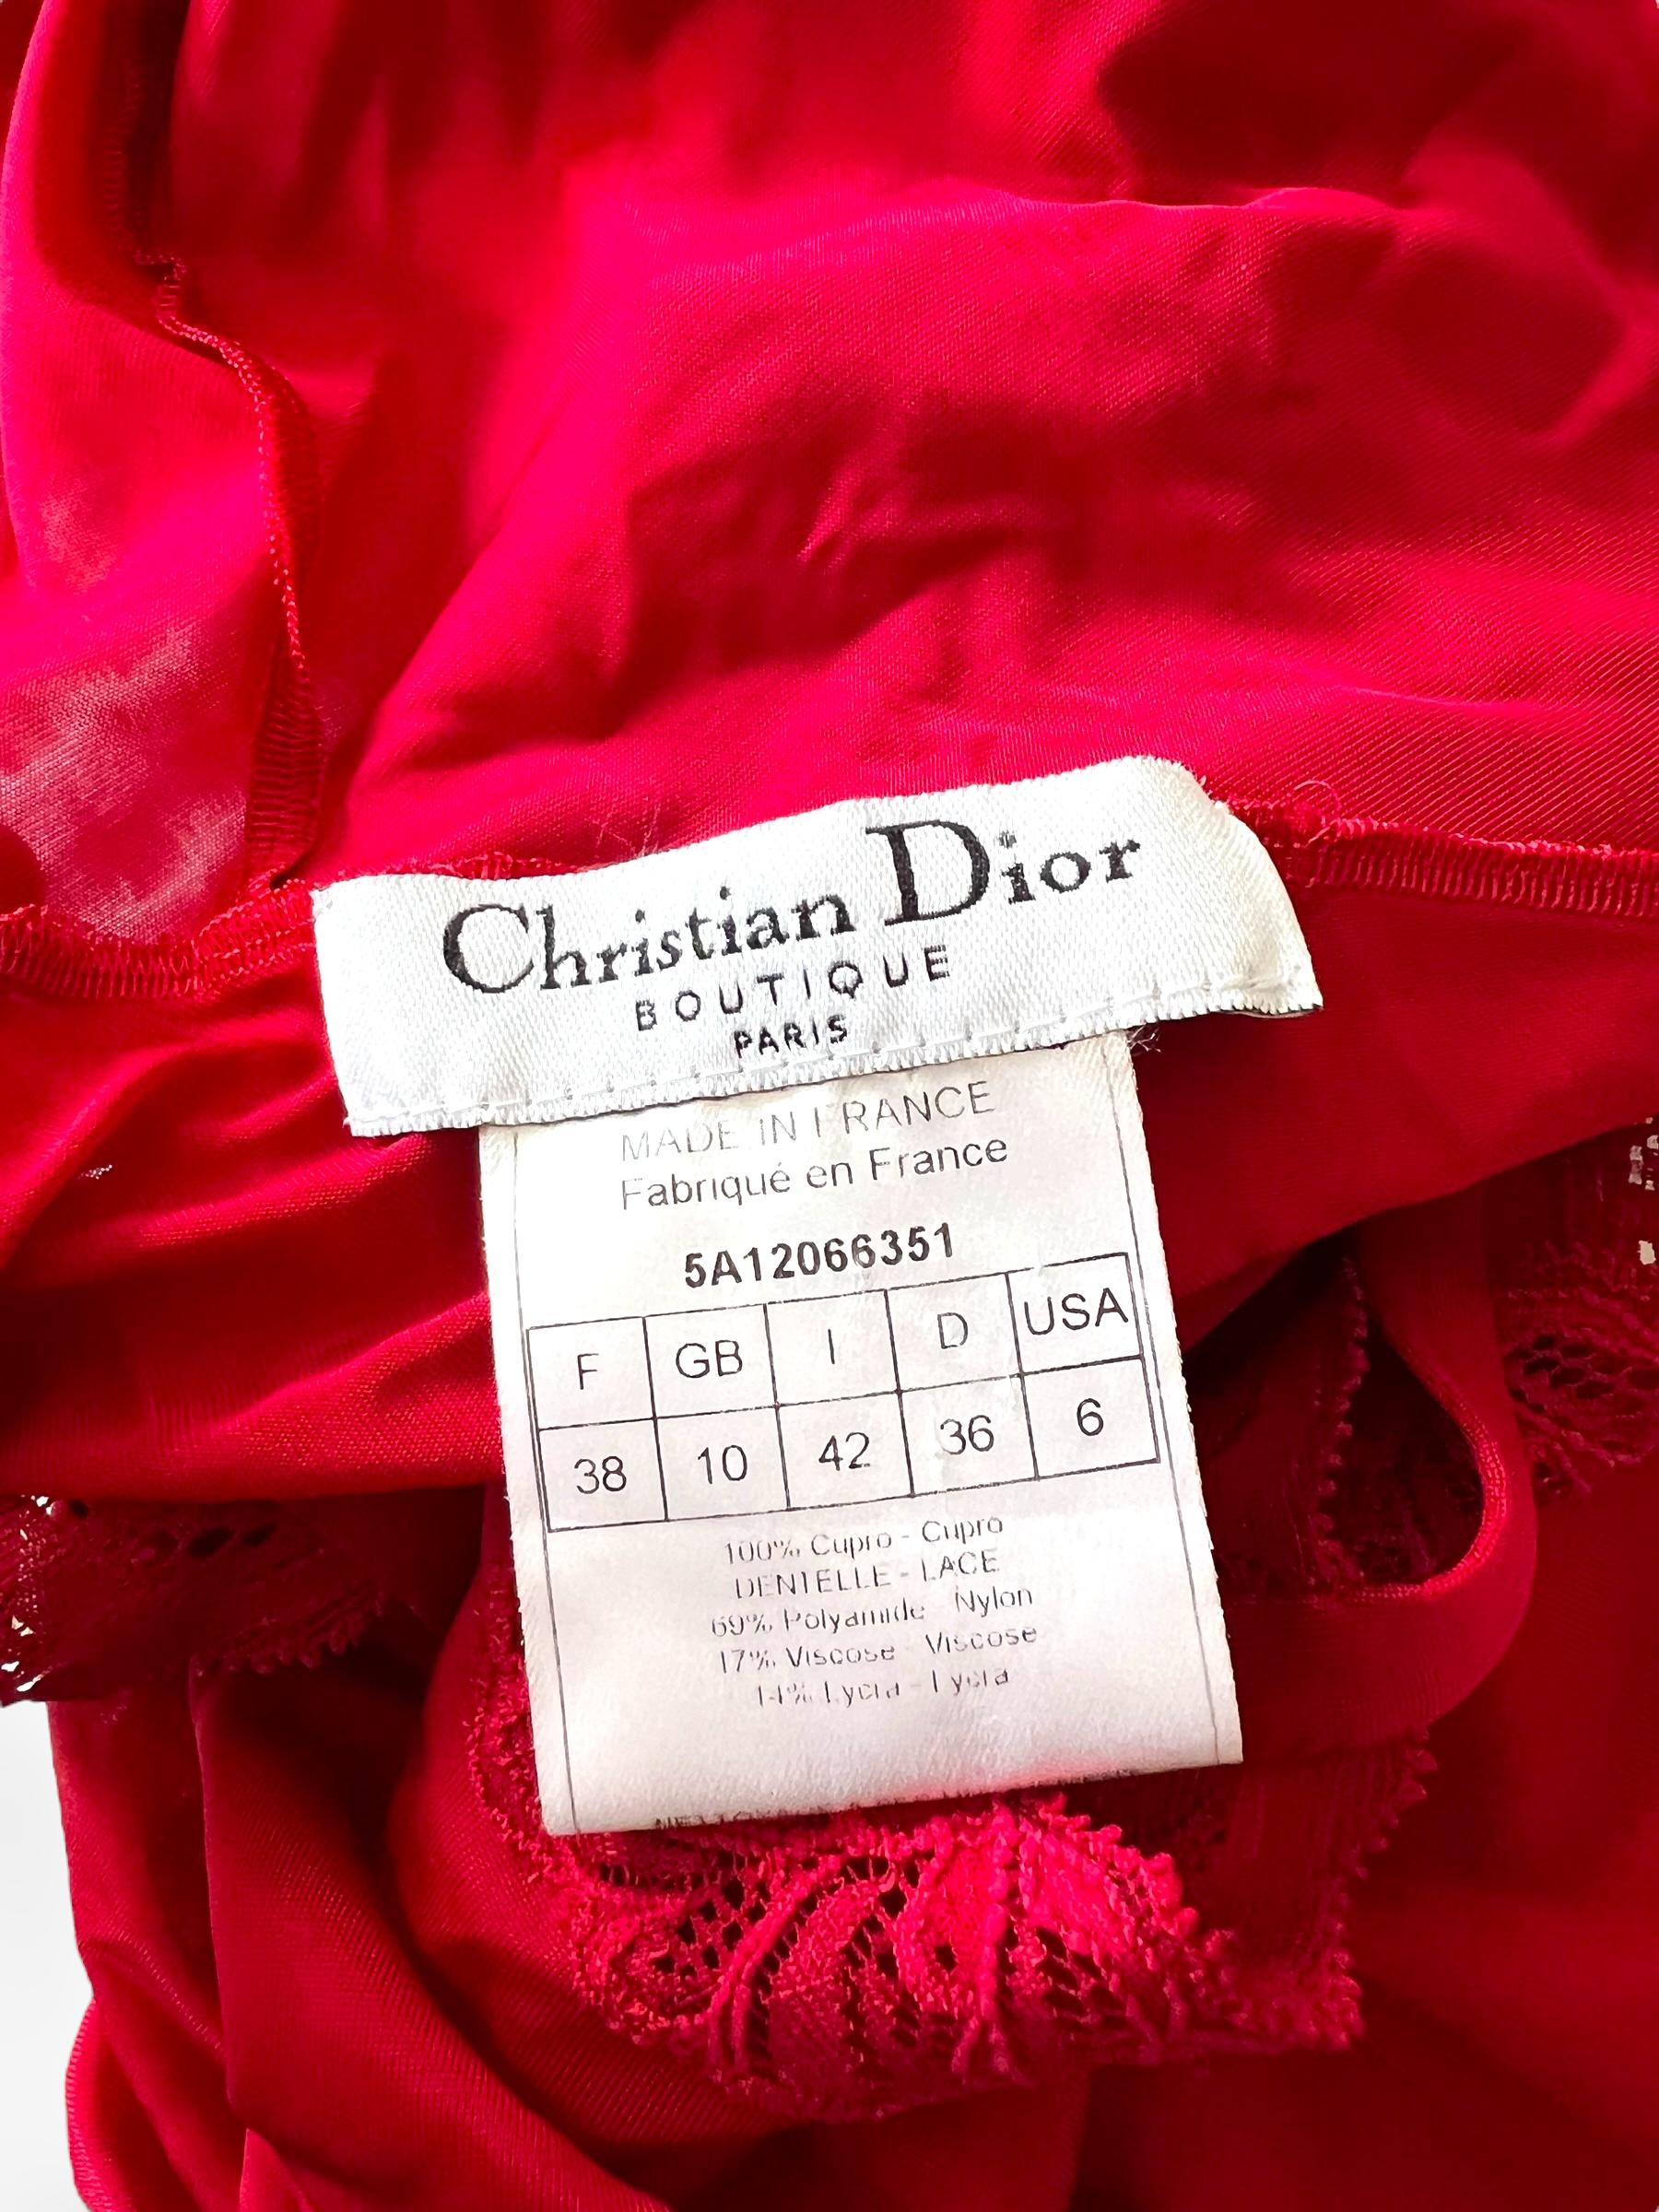 Christian Dior
BOUTIQUE
PARIS
MADE IN FRANCE
Fabriqué en France
5A12066351
F GB I D USA
38 10 42 36 6
100% Cupro - Cupro
DENTELLE - LACE
69% Polyamide Nylon
17% Viscose - Viscose
14% Lycra - Lycra